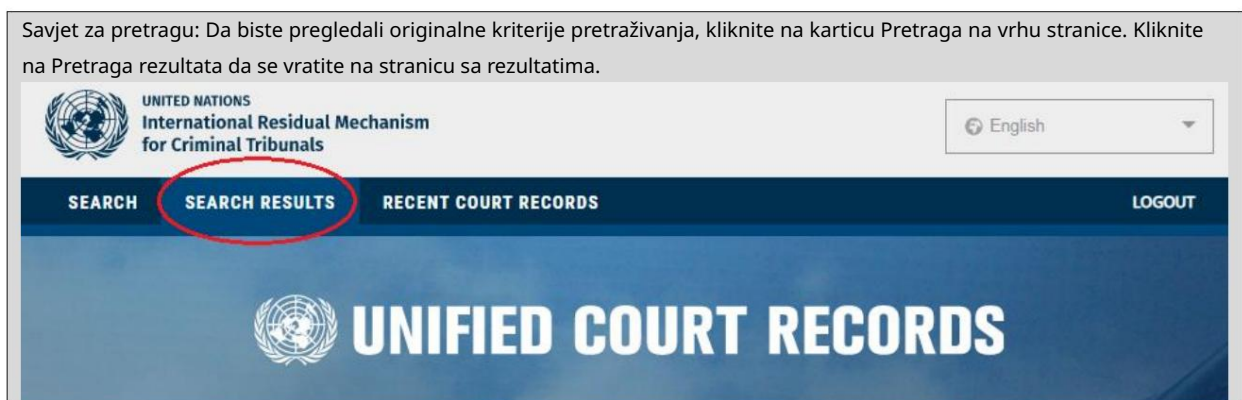 Savjet za pretragu: Da biste pregledali originalne kriterije pretraživanja, kliknite na karticu Pretraga na vrhu stranice. Kliknite
na Pretraga rezultata da se vratite na stranicu sa rezultatima.
UNITED NATIONS
International Residual Mechanism
for Criminal Tribunals
English
SEARCH SEARCH RESULTS RECENT COURT RECORDS LOGOUT
UNIFIED COURT RECORDS